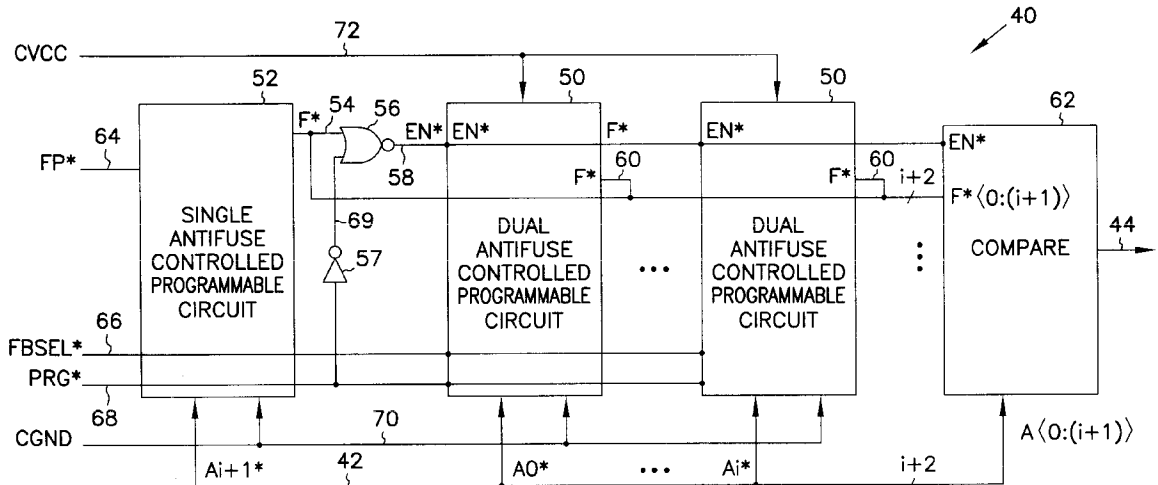 40
CVCC
72
52
50
50
62
54
56
F*
EN*
EN*
F*
EN*
EN*
64
FP*
58
60
60
F*
F*
i+2
F*⟨0:(i+1)⟩
69
57
SINGLE
ANTIFUSE
CONTROLLED
PROGRAMMABLE
CIRCUIT
DUAL
ANTIFUSE
CONTROLLED
PROGRAMMABLE
CIRCUIT
...
DUAL
ANTIFUSE
CONTROLLED
PROGRAMMABLE
CIRCUIT
COMPARE
44
66
FBSEL*
PRG*
68
CGND
70
Ai+1*
42
A0*
...
Ai*
i+2
A⟨0:(i+1)⟩